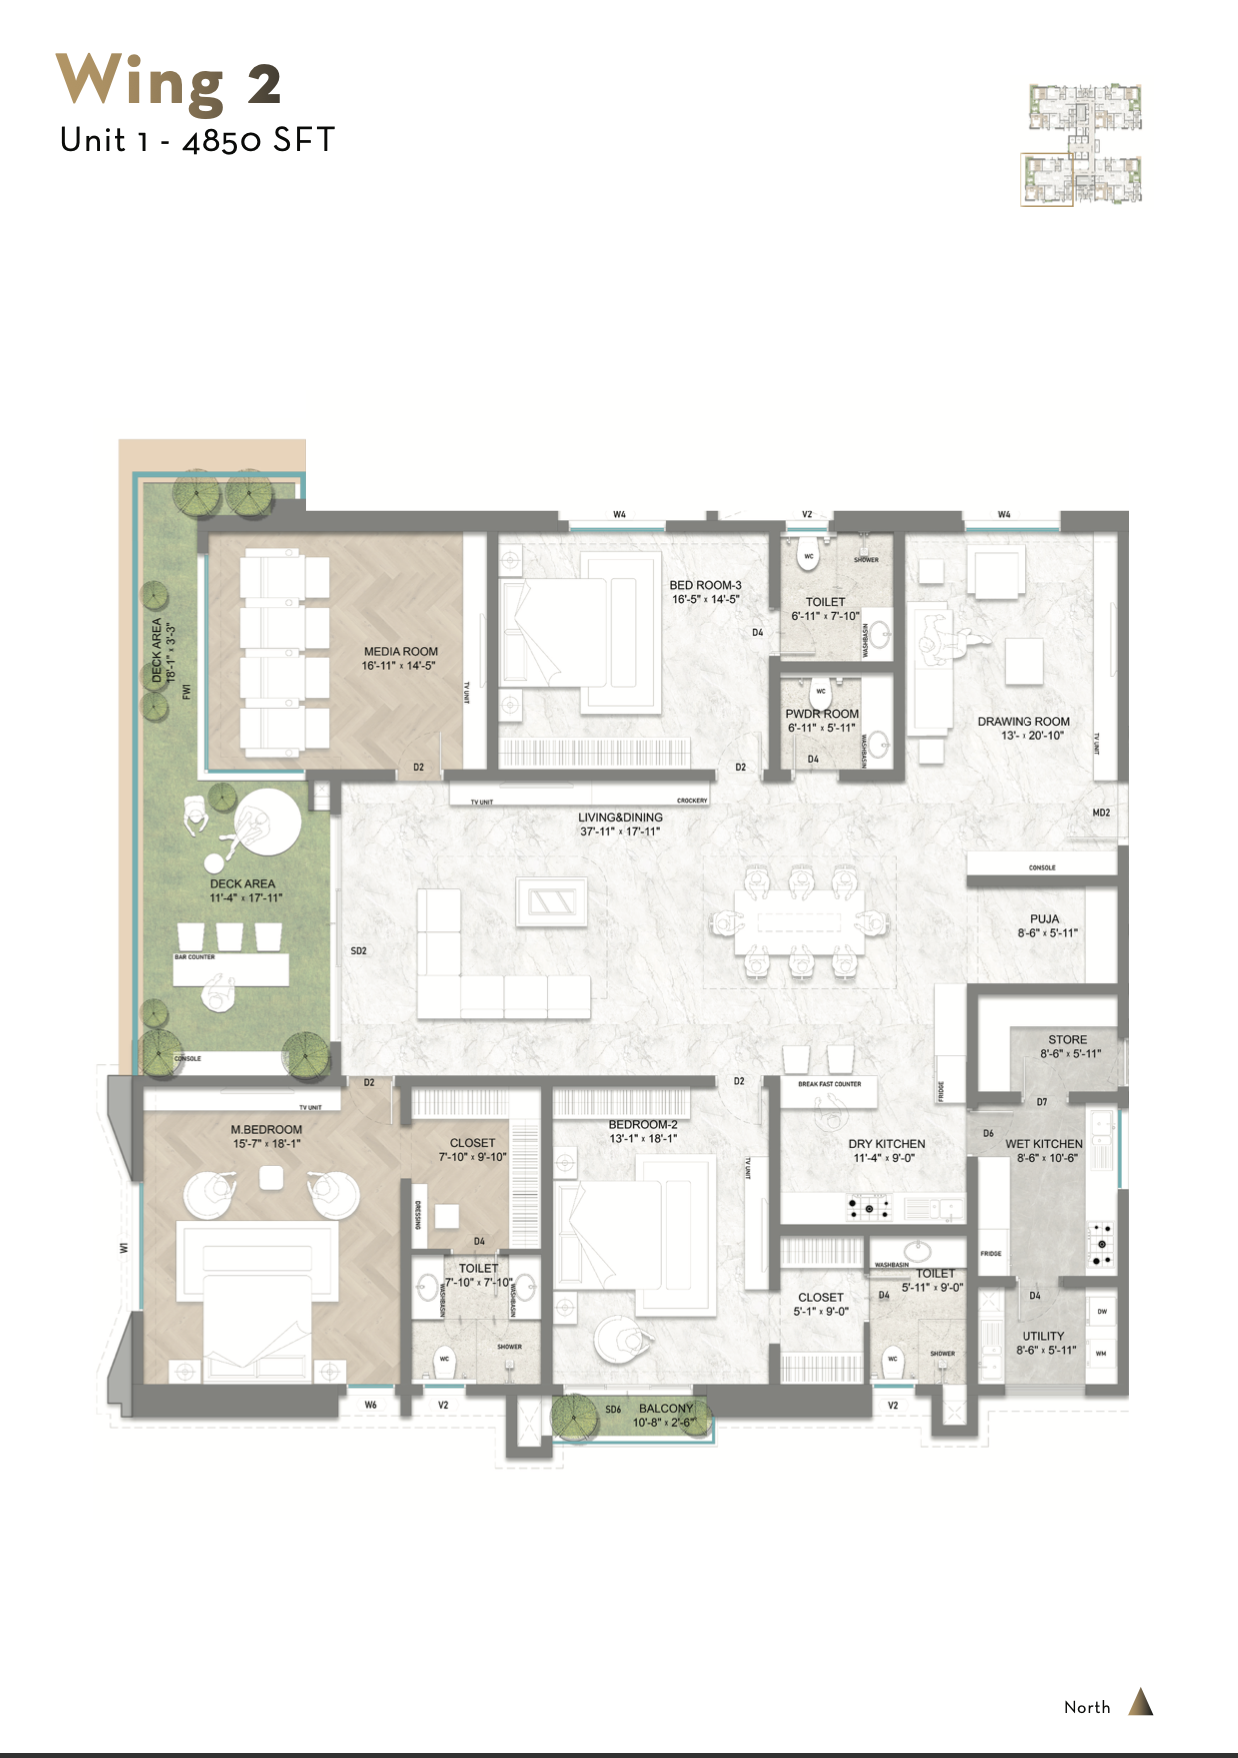 Wing 2
Unit 1 - 4850 SFT
W4
V2
W4
BED ROOM-3
16'-5" x 14'-5"
WC
SHOWER
TOILET
6'-11" x 7'-10"
WASHBASIN
D4
DECK AREA
18'-1" x 3'-3"
FW1
MEDIA ROOM
16'-11" x 14'-5"
TV UNIT
WC
PWDR ROOM
6'-11" x 5'-11"
WASHBASIN
D4
DRAWING ROOM
13'- x 20'-10"
TV UNIT
D2
D2
TV UNIT
CROCKERY
LIVING&DINING
37'-11" x 17'-11"
MD2
CONSOLE
DECK AREA
11'-4" x 17'-11"
PUJA
8'-6" x 5'-11"
BAR COUNTER
SD2
CONSOLE
STORE
8'-6" x 5'-11"
D2
D2
BREAK FAST COUNTER
FRIDGE
D7
TV UNIT
M.BEDROOM
15'-7" x 18'-1"
CLOSET
7'-10" x 9'-10"
BEDROOM-2
13'-1" x 18'-1"
TV UNIT
DRY KITCHEN
11'-4" x 9'-0"
D6
WET KITCHEN
8'-6" x 10'-6"
DRESSING
D4
W1
FRIDGE
TOILET
7'-10" x 7'-10"
WASHBASIN
WASHBASIN
WASHBASIN
TOILET
5'-11" x 9'-0"
D4
CLOSET
5'-1" x 9'-0"
D4
DW
UTILITY
8'-6" x 5'-11"
WM
WC
SHOWER
WC
SHOWER
W6
V2
SD6
BALCONY
10'-8" x 2'-6"
V2
North